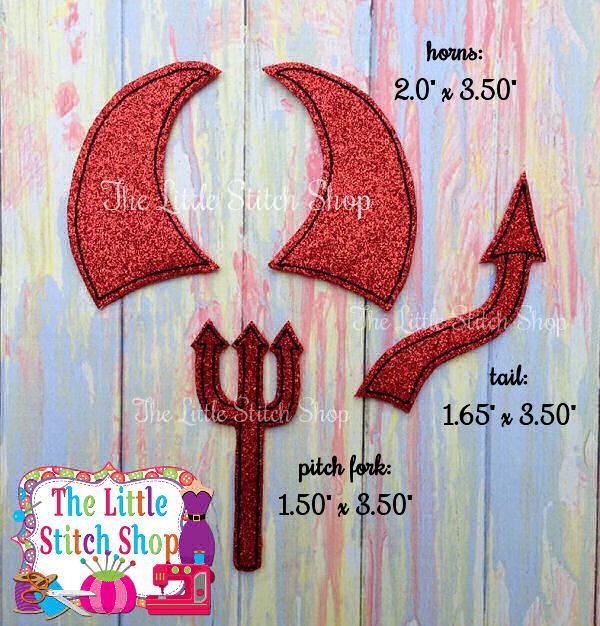 horns:
2.0" x 3.50"
The Little Stitch Shop
The Little Stitch Shop
tail:
1.65" x 3.50"
The Little Stitch Shop
pitch fork:
1.50" x 3.50"
The Little
Stitch Shop